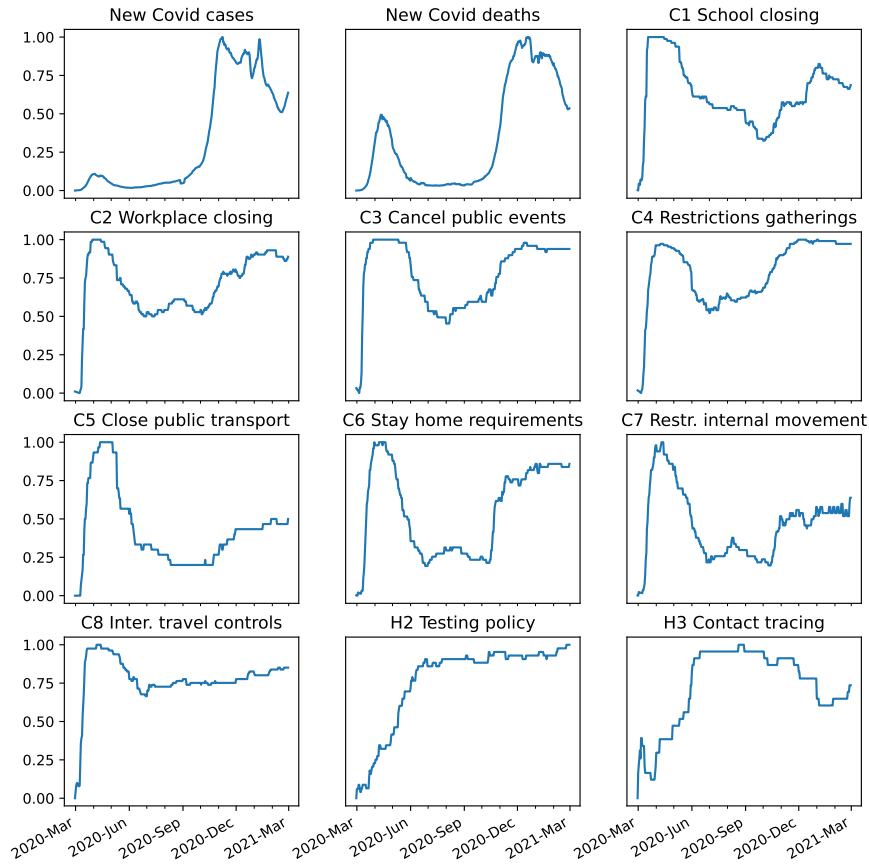 New Covid cases
New Covid deaths
C1 School closing
1.00
0.75
0.50
0.25
0.00
C2 Workplace closing
C3 Cancel public events
C4 Restrictions gatherings
1.00
0.75
0.50
0.25
0.00
C5 Close public transport
C6 Stay home requirements
C7 Restr. internal movement
1.00
0.75
0.50
0.25
0.00
C8 Inter. travel controls
H2 Testing policy
H3 Contact tracing
1.00
0.75
0.50
0.25
0.00
2020-Mar
2020-Jun
2020-Sep
2020-Dec
2021-Mar
2020-Mar
2020-Jun
2020-Sep
2020-Dec
2021-Mar
2020-Mar
2020-Jun
2020-Sep
2020-Dec
2021-Mar